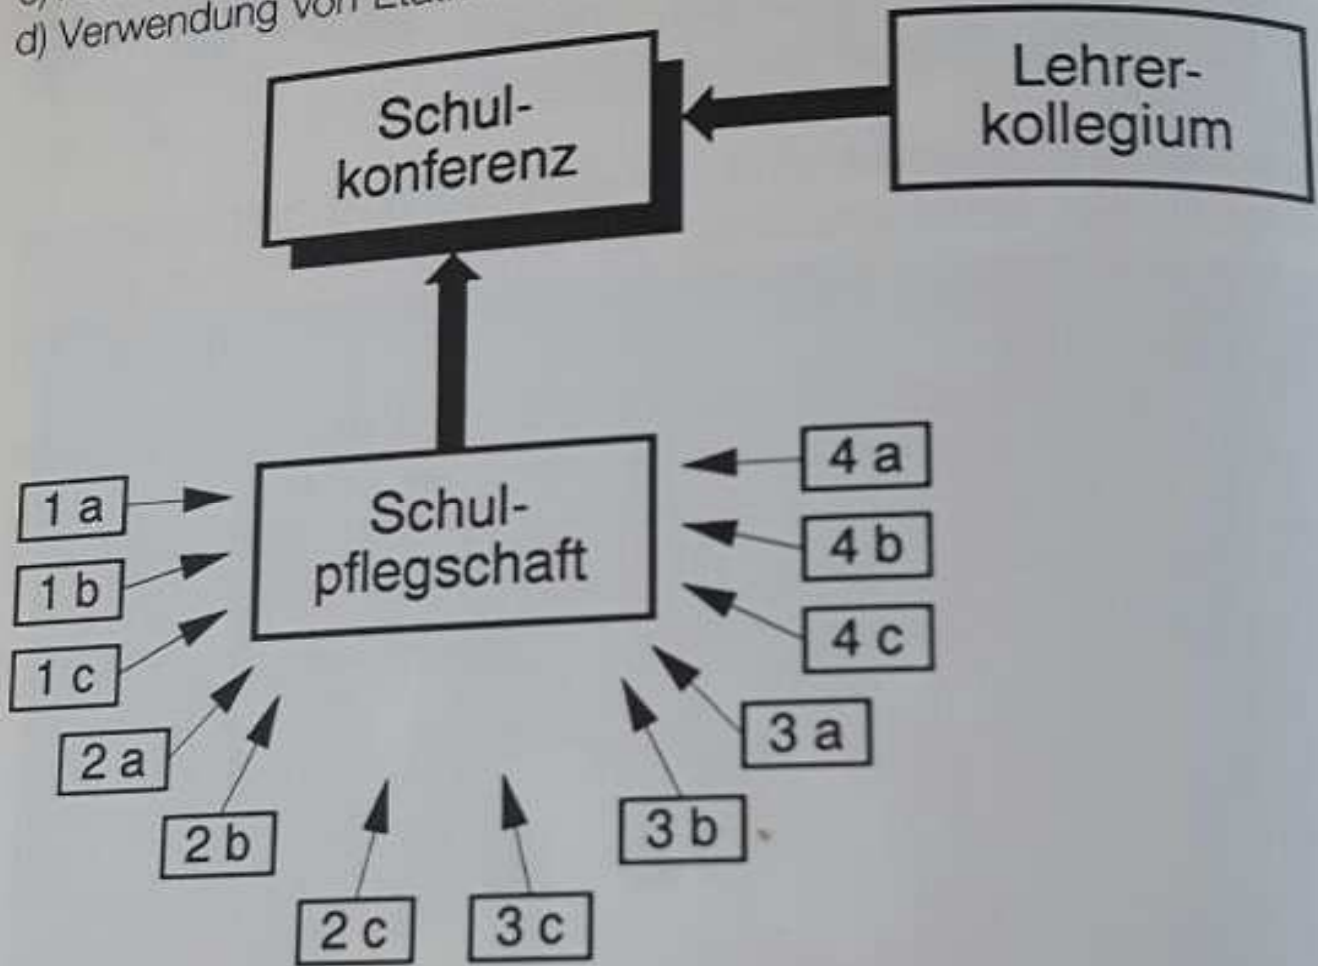 d) Verwendung von
Schul-
konferenz
Lehrer-
kollegium
Schul-
pflegschaft
1 a
1 b
1 c
2 a
2 b
2 c
3 c
3 b
3 a
4 c
4 b
4 a